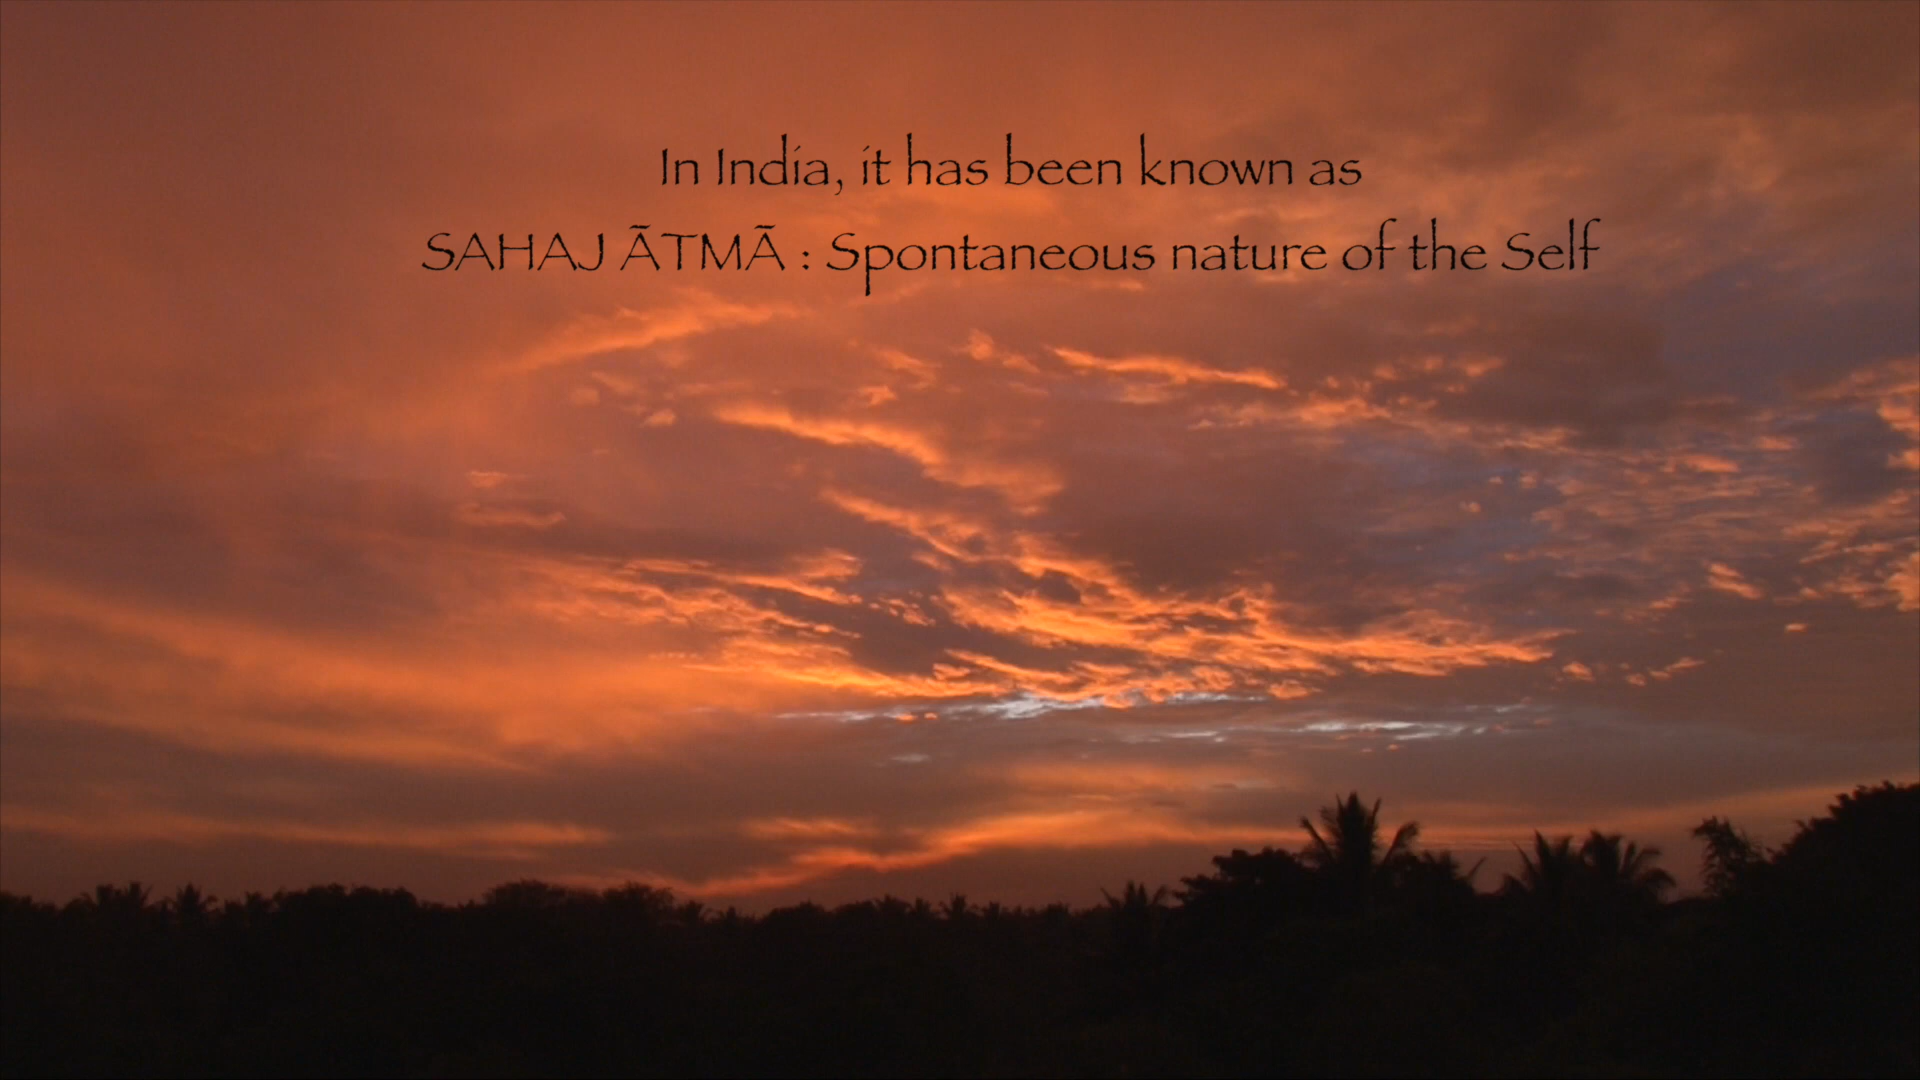 In India, it has been known as
SAHAJ ĀTMĀ : Spontaneous nature of the Self